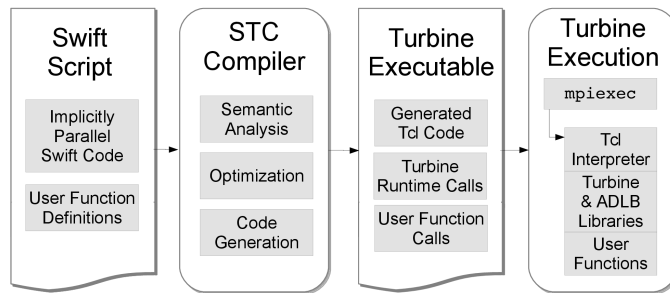 Swift
Script
Implicitly
Parallel
Swift Code
User Function
Definitions
STC
Compiler
Semantic
Analysis
Optimization
Code
Generation
Turbine
Executable
Generated
Tcl Code
Turbine
Runtime Calls
User Function
Calls
Turbine
Execution
mpiexec
Tcl
Interpreter
Turbine
& ADLB
Libraries
User
Functions